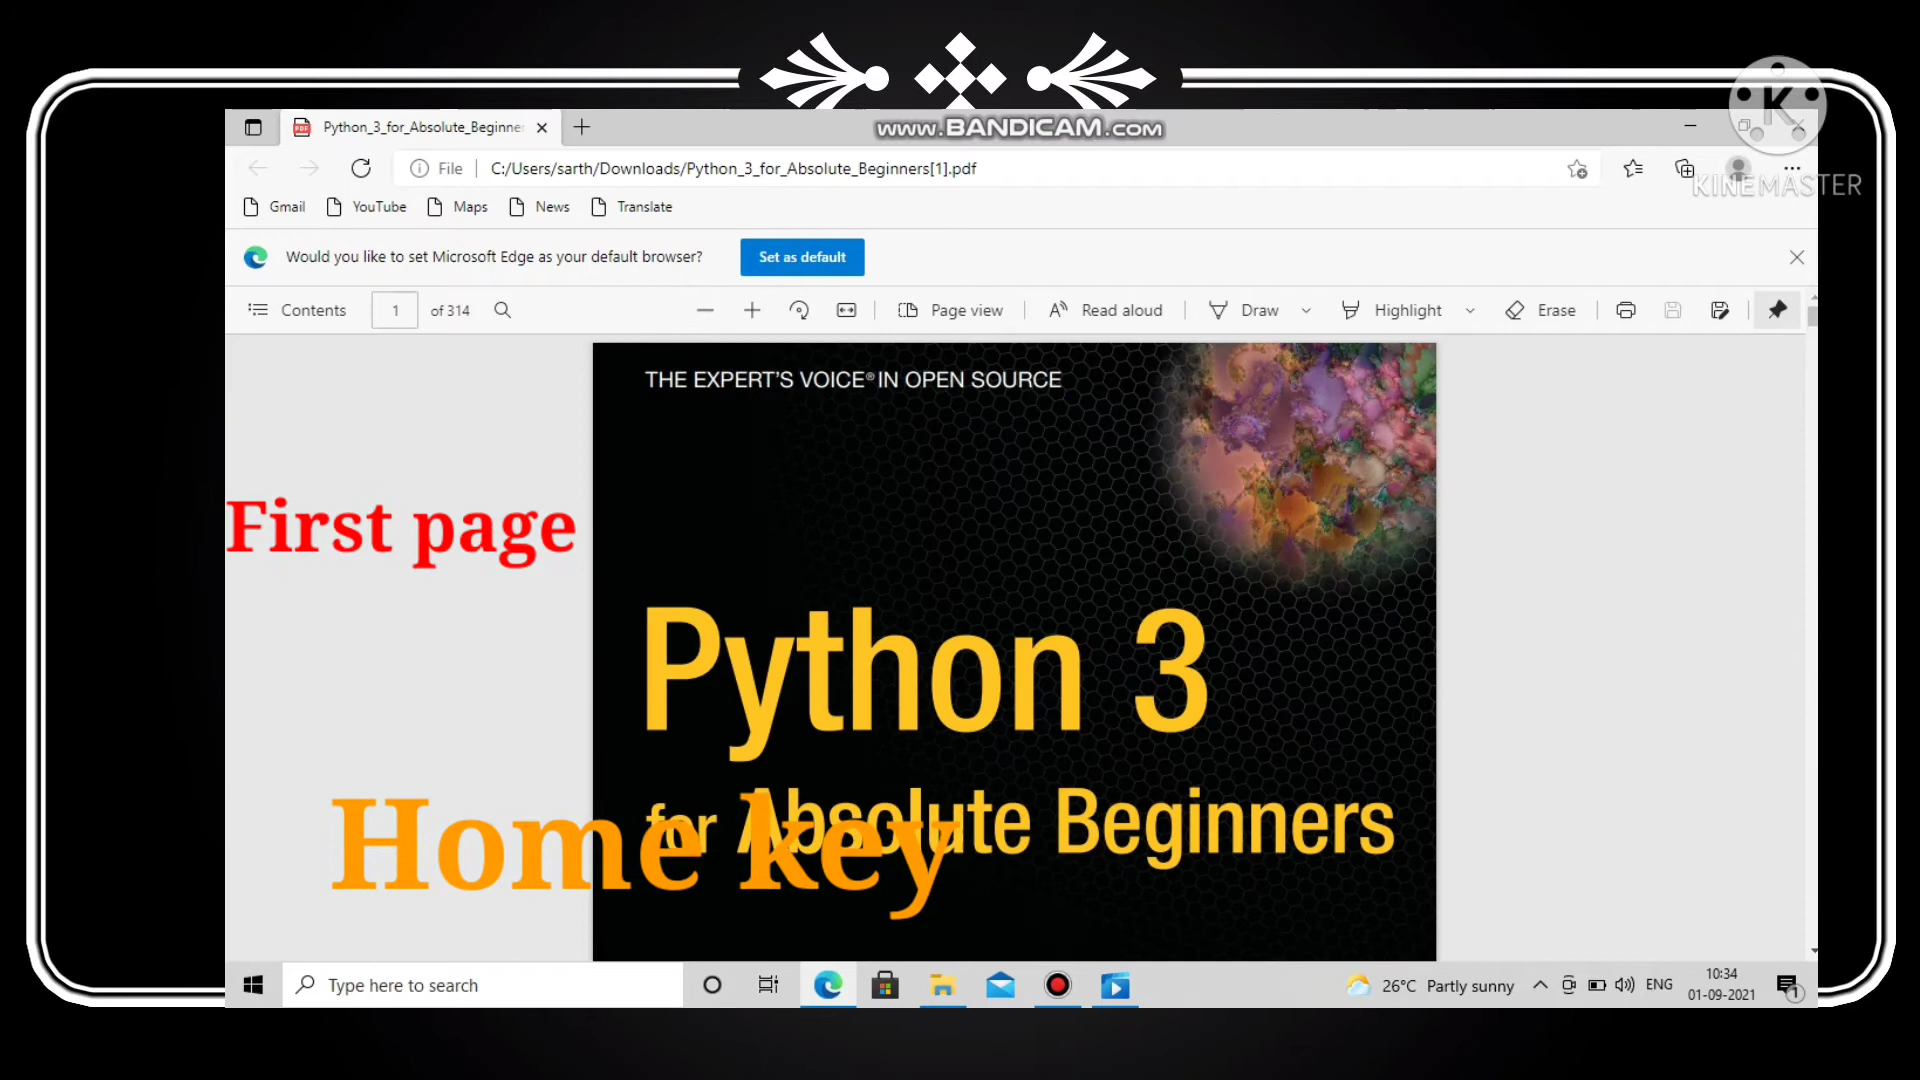 Python_3_for_Absolute_Beginne
www.BANDICAM.com
K
KINEMASTER
File
C:/Users/sarth/Downloads/Python_3_for_Absolute_Beginners[1].pdf
Gmail
YouTube
Maps
News
Translate
Would you like to set Microsoft Edge as your default browser?
Set as default
Contents
1
of 314
Page view
Read aloud
Draw
Highlight
Erase
THE EXPERT'S VOICE® IN OPEN SOURCE
First page
Python 3
for Absolute Beginners
Home key
Type here to search
26°C Partly sunny
ENG
10:34
01-09-2021
1